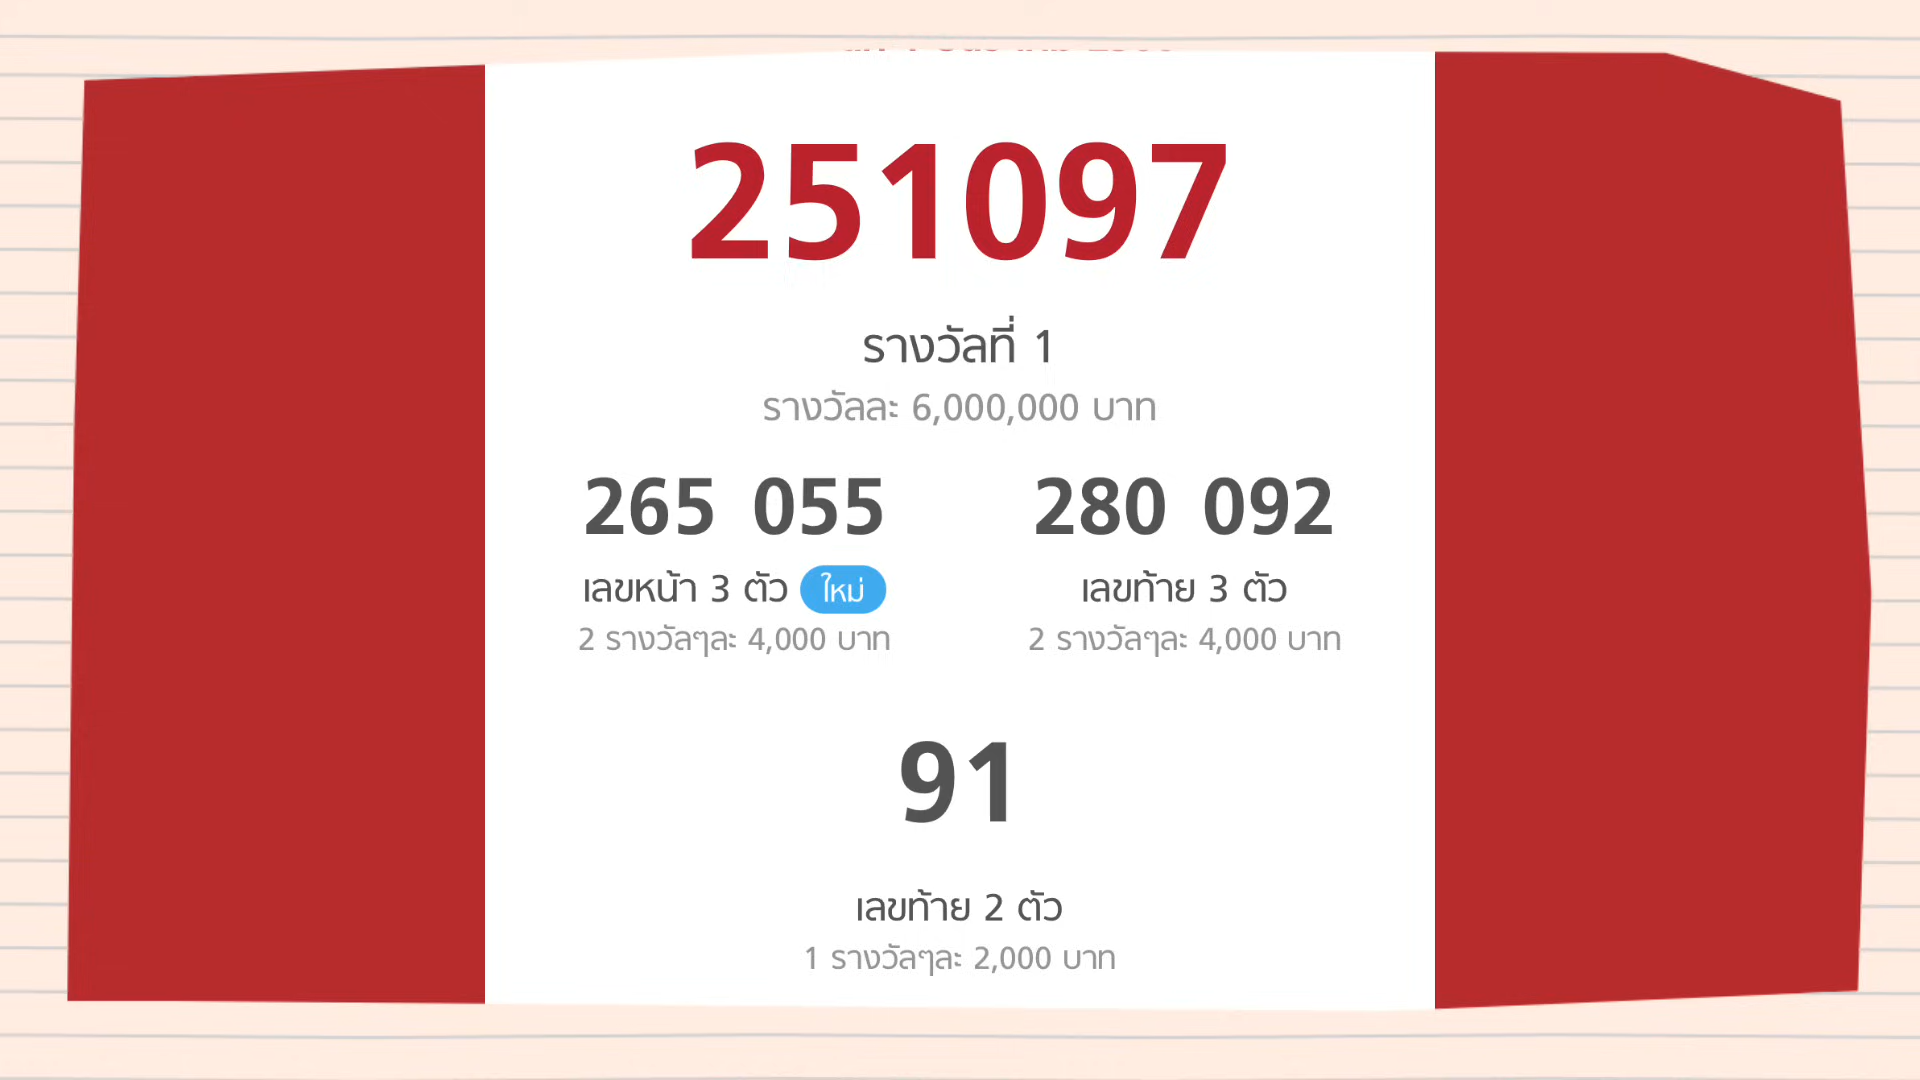 251097
รางวัลที่ 1
รางวัลละ 6,000,000 บาท
265 055
280 092
เลขหน้า 3 ตัว ใหม่
เลขท้าย 3 ตัว
2 รางวัลๆละ 4,000 บาท
2 รางวัลๆละ 4,000 บาท
91
เลขท้าย 2 ตัว
1 รางวัลๆละ 2,000 บาท